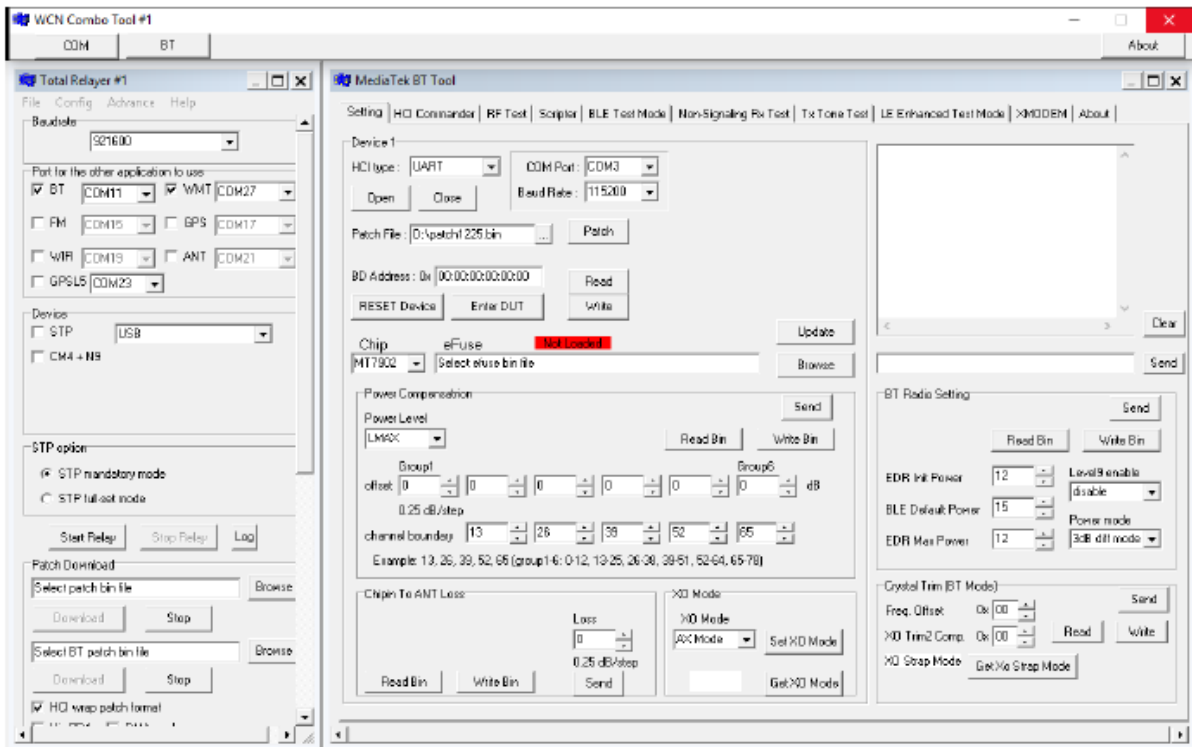 WCN Combo Tool #1
COM BT About
Total Relayer #1
File Config Advance Help
Baudrate
921600
Port for the other application to use
BT COM11 WMT COM27
FM COM15 GPS COM17
WIFI COM19 ANT COM21
GPSL5 COM23
Device
STP USB
CM4 + N9
STP option
STP mandatory mode
STP full-set mode
Start Relay Stop Relay Log
Patch Download
Select patch bin file Browse
Download Stop
Select BT patch bin file Browse
Download Stop
HCI wrap patch format
MediaTek BT Tool
Setting HCI Commander RF Test Scripter BLE Test Mode Non-Signaling Rx Test Tx Tone Test LE Enhanced Test Mode XMODEM About
Device 1
HCI type : UART COM Port : COM3
Open Close Baud Rate : 115200
Patch File : D:\patch1225.bin ... Patch
BD Address : 0x 00:00:00:00:00:00 Read
RESET Device Enter DUT Write
Update
Chip eFuse Not Loaded
MT7902 Select efuse bin file Browse
Power Compensatrion
Send
Power Level
LMAX Read Bin Write Bin
Group1 Group6
offset 0 0 0 0 0 0 dB
0.25 dB/step
channel boundary 13 26 39 52 65
Example: 13, 26, 39, 52, 65 (group1-6: 0-12, 13-25, 26-38, 39-51, 52-64, 65-78)
Chipin To ANT Loss
Loss
0
0.25 dB/step
Read Bin Write Bin Send
XO Mode
XO Mode
AX Mode Set XO Mode
Get XO Mode
Clear
Send
BT Radio Setting
Send
Read Bin Write Bin
EDR Init Power 12 Level9 enable
disable
BLE Default Power 15
Power mode
EDR Max Power 12 3dB diff mode
Crystal Trim (BT Mode)
Send
Freq. Offset 0x 00
XO Trim2 Comp. 0x 00 Read Write
XO Strap Mode Get Xo Strap Mode